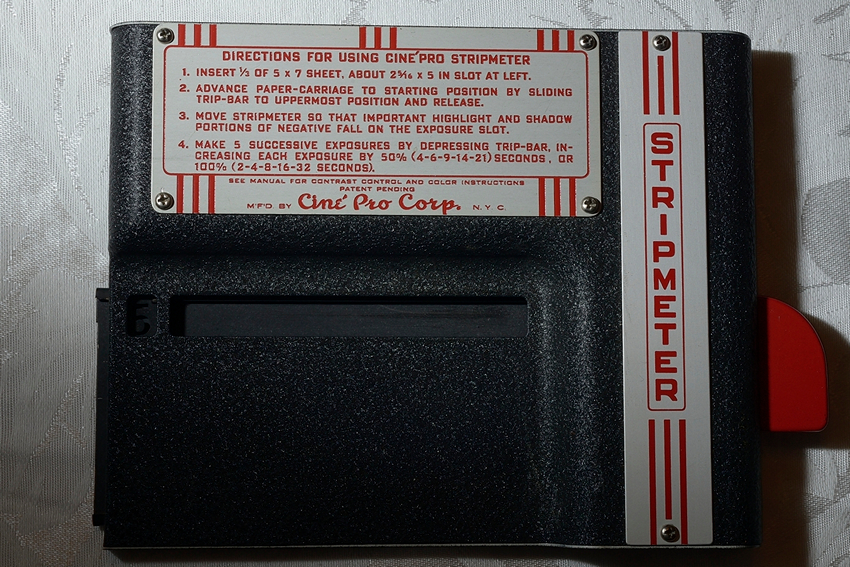 DIRECTIONS FOR USING CINÉ PRO STRIPMETER
1. INSERT ⅓ OF 5 x 7 SHEET, ABOUT 2 5/16 x 5 IN SLOT AT LEFT.
2. ADVANCE PAPER-CARRIAGE TO STARTING POSITION BY SLIDING
TRIP-BAR TO UPPERMOST POSITION AND RELEASE.
3. MOVE STRIPMETER SO THAT IMPORTANT HIGHLIGHT AND SHADOW
PORTIONS OF NEGATIVE FALL ON THE EXPOSURE SLOT.
4. MAKE 5 SUCCESSIVE EXPOSURES BY DEPRESSING TRIP-BAR, IN-
CREASING EACH EXPOSURE BY 50% (4-6-9-14-21) SECONDS, OR
100% (2-4-8-16-32 SECONDS).
SEE MANUAL FOR CONTRAST CONTROL AND COLOR INSTRUCTIONS
PATENT PENDING
M'F'D. BY Ciné Pro Corp. N. Y. C.
STRIPMETER